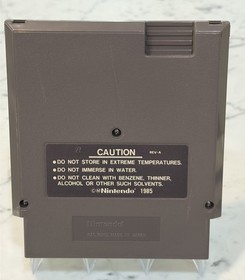 CAUTION REV-A
• DO NOT STORE IN EXTREME TEMPERATURES.
• DO NOT IMMERSE IN WATER.
• DO NOT CLEAN WITH BENZENE, THINNER,
ALCOHOL OR OTHER SUCH SOLVENTS.
©®Nintendo® 1985